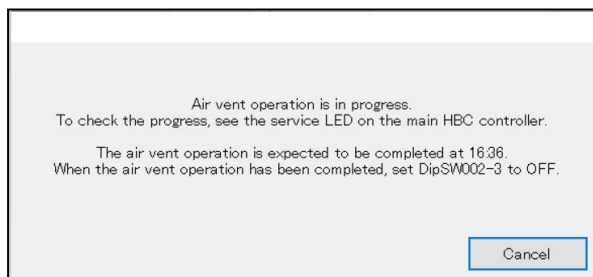 Air vent operation is in progress.
To check the progress, see the service LED on the main HBC controller.
The air vent operation is expected to be completed at 16:36.
When the air vent operation has been completed, set DipSW002-3 to OFF.
Cancel